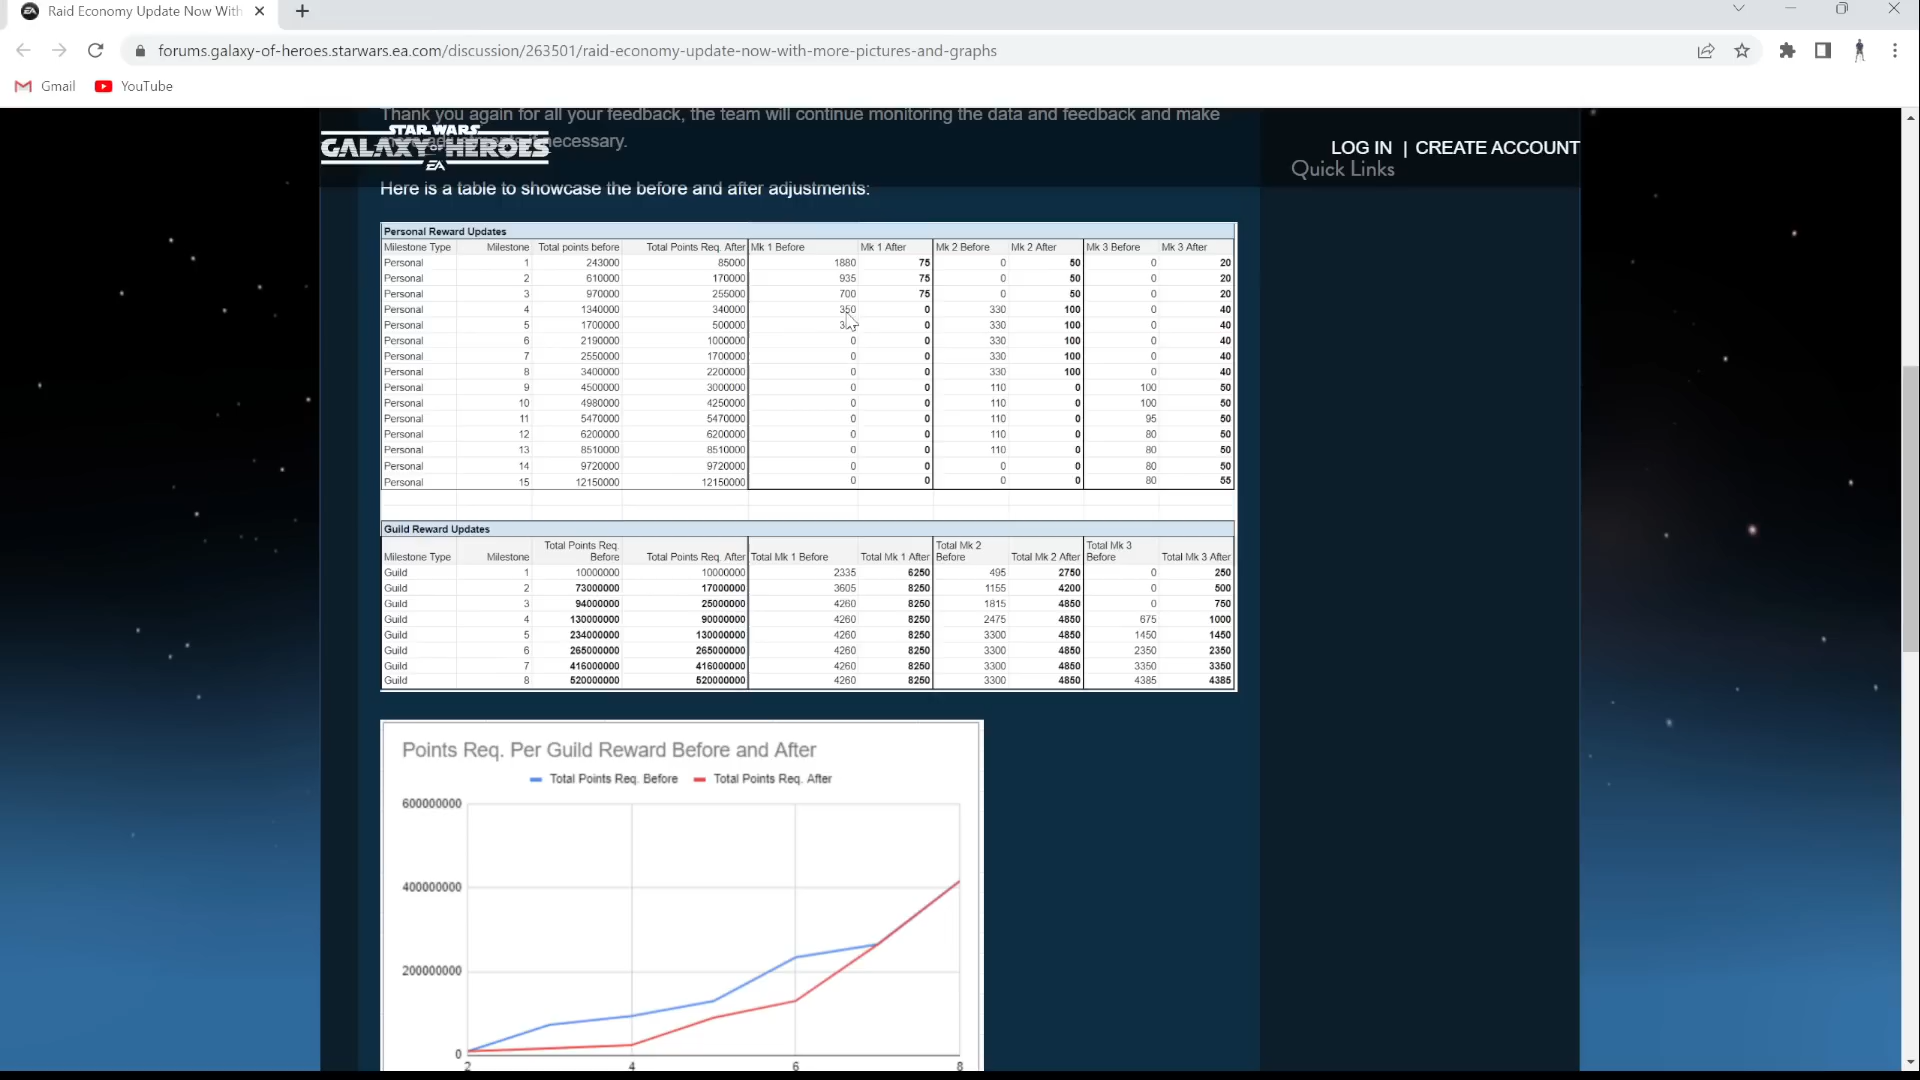 Raid Economy Update Now With
forums.galaxy-of-heroes.starwars.ea.com/discussion/263501/raid-economy-update-now-with-more-pictures-and-graphs
Gmail YouTube
Thank you again for all your feedback, the team will continue monitoring the data and feedback and make
necessary.
STAR WARS
GALAXY OF HEROES
EA
LOG IN | CREATE ACCOUNT
Quick Links
Here is a table to showcase the before and after adjustments:
Personal Reward Updates
Milestone Type Milestone Total points before Total Points Req. After Mk 1 Before Mk 1 After Mk 2 Before Mk 2 After Mk 3 Before Mk 3 After
Personal 1 243000 85000 1880 75 0 50 0 20
Personal 2 610000 170000 935 75 0 50 0 20
Personal 3 970000 255000 700 75 0 50 0 20
Personal 4 1340000 340000 350 0 330 100 0 40
Personal 5 1700000 500000 0 330 100 0 40
Personal 6 2190000 1000000 0 0 330 100 0 40
Personal 7 2550000 1700000 0 0 330 100 0 40
Personal 8 3400000 2200000 0 0 330 100 0 40
Personal 9 4500000 3000000 0 0 110 0 100 50
Personal 10 4980000 4250000 0 0 110 0 100 50
Personal 11 5470000 5470000 0 0 110 0 95 50
Personal 12 6200000 6200000 0 0 110 0 80 50
Personal 13 8510000 8510000 0 0 110 0 80 50
Personal 14 9720000 9720000 0 0 0 0 80 50
Personal 15 12150000 12150000 0 0 0 0 80 55
Guild Reward Updates
Milestone Type Milestone Total Points Req. Before Total Points Req. After Total Mk 1 Before Total Mk 1 After Total Mk 2 Before Total Mk 2 After Total Mk 3 Before Total Mk 3 After
Guild 1 10000000 10000000 2335 6250 495 2750 0 250
Guild 2 73000000 17000000 3605 8250 1155 4200 0 500
Guild 3 94000000 25000000 4260 8250 1815 4850 0 750
Guild 4 130000000 90000000 4260 8250 2475 4850 675 1000
Guild 5 234000000 130000000 4260 8250 3300 4850 1450 1450
Guild 6 265000000 265000000 4260 8250 3300 4850 2350 2350
Guild 7 416000000 416000000 4260 8250 3300 4850 3350 3350
Guild 8 520000000 520000000 4260 8250 3300 4850 4385 4385
Points Req. Per Guild Reward Before and After
Total Points Req. Before Total Points Req. After
600000000
400000000
200000000
0
2 4 6 8